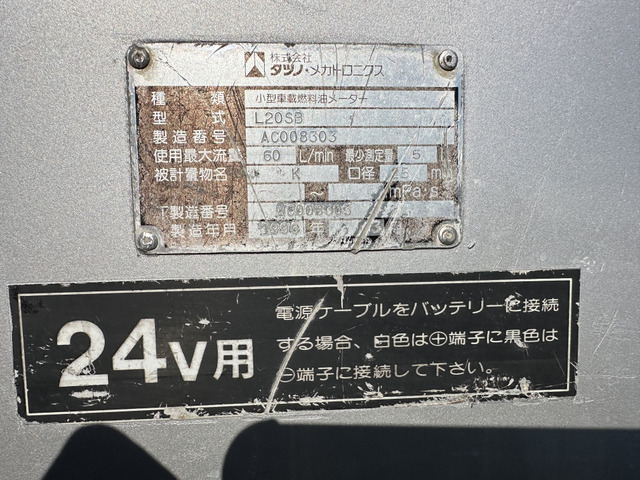 株式会社
タツノ・メカトロニクス
種 類 小型車載燃料油メーター
型 式 L20SB
製造番号 AC008303
使用最大流量 60 L/min 最少測定量 5
被計量物名 K 口径 25 m
～ mPa・s
製造番号
製造年月 年
24V用
電源ケーブルをバッテリーに接続
する場合、白色は⊕端子に黒色は
⊖端子に接続して下さい。